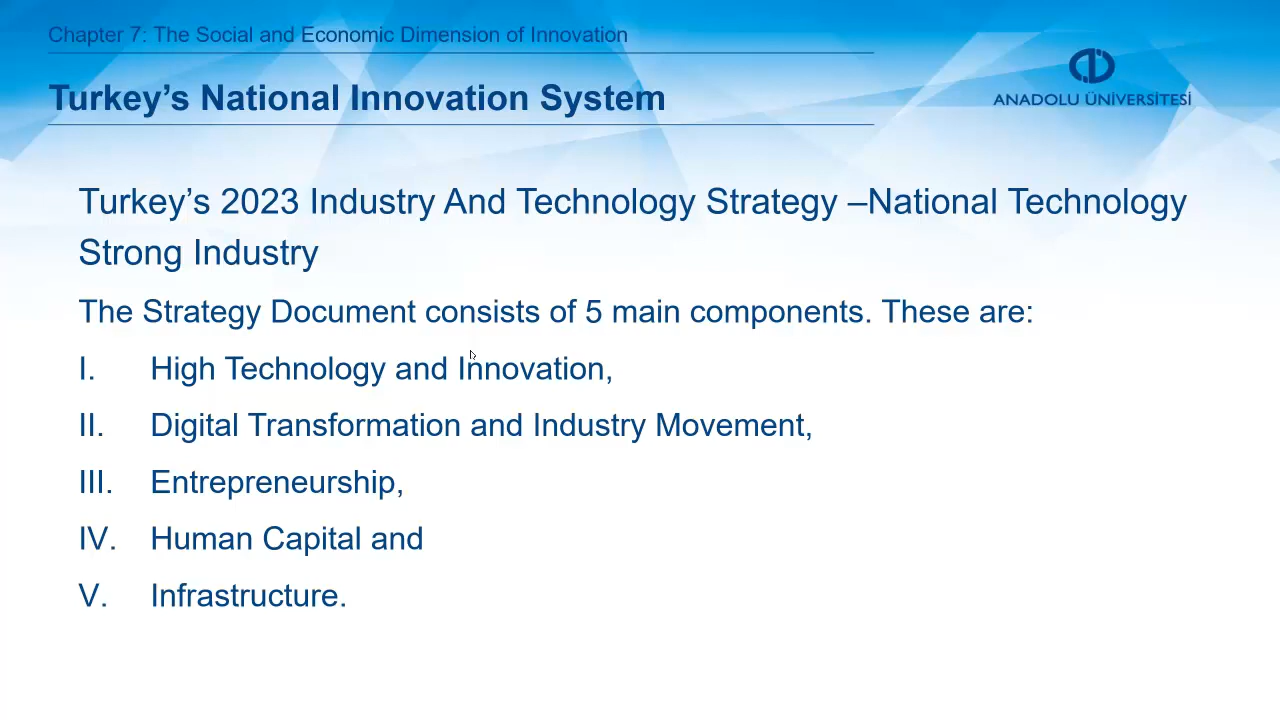 Chapter 7: The Social and Economic Dimension of Innovation
Turkey's National Innovation System
ANADOLU ÜNİVERSİTESİ
Turkey's 2023 Industry And Technology Strategy –National Technology
Strong Industry
The Strategy Document consists of 5 main components. These are:
I. High Technology and Innovation,
II. Digital Transformation and Industry Movement,
III. Entrepreneurship,
IV. Human Capital and
V. Infrastructure.